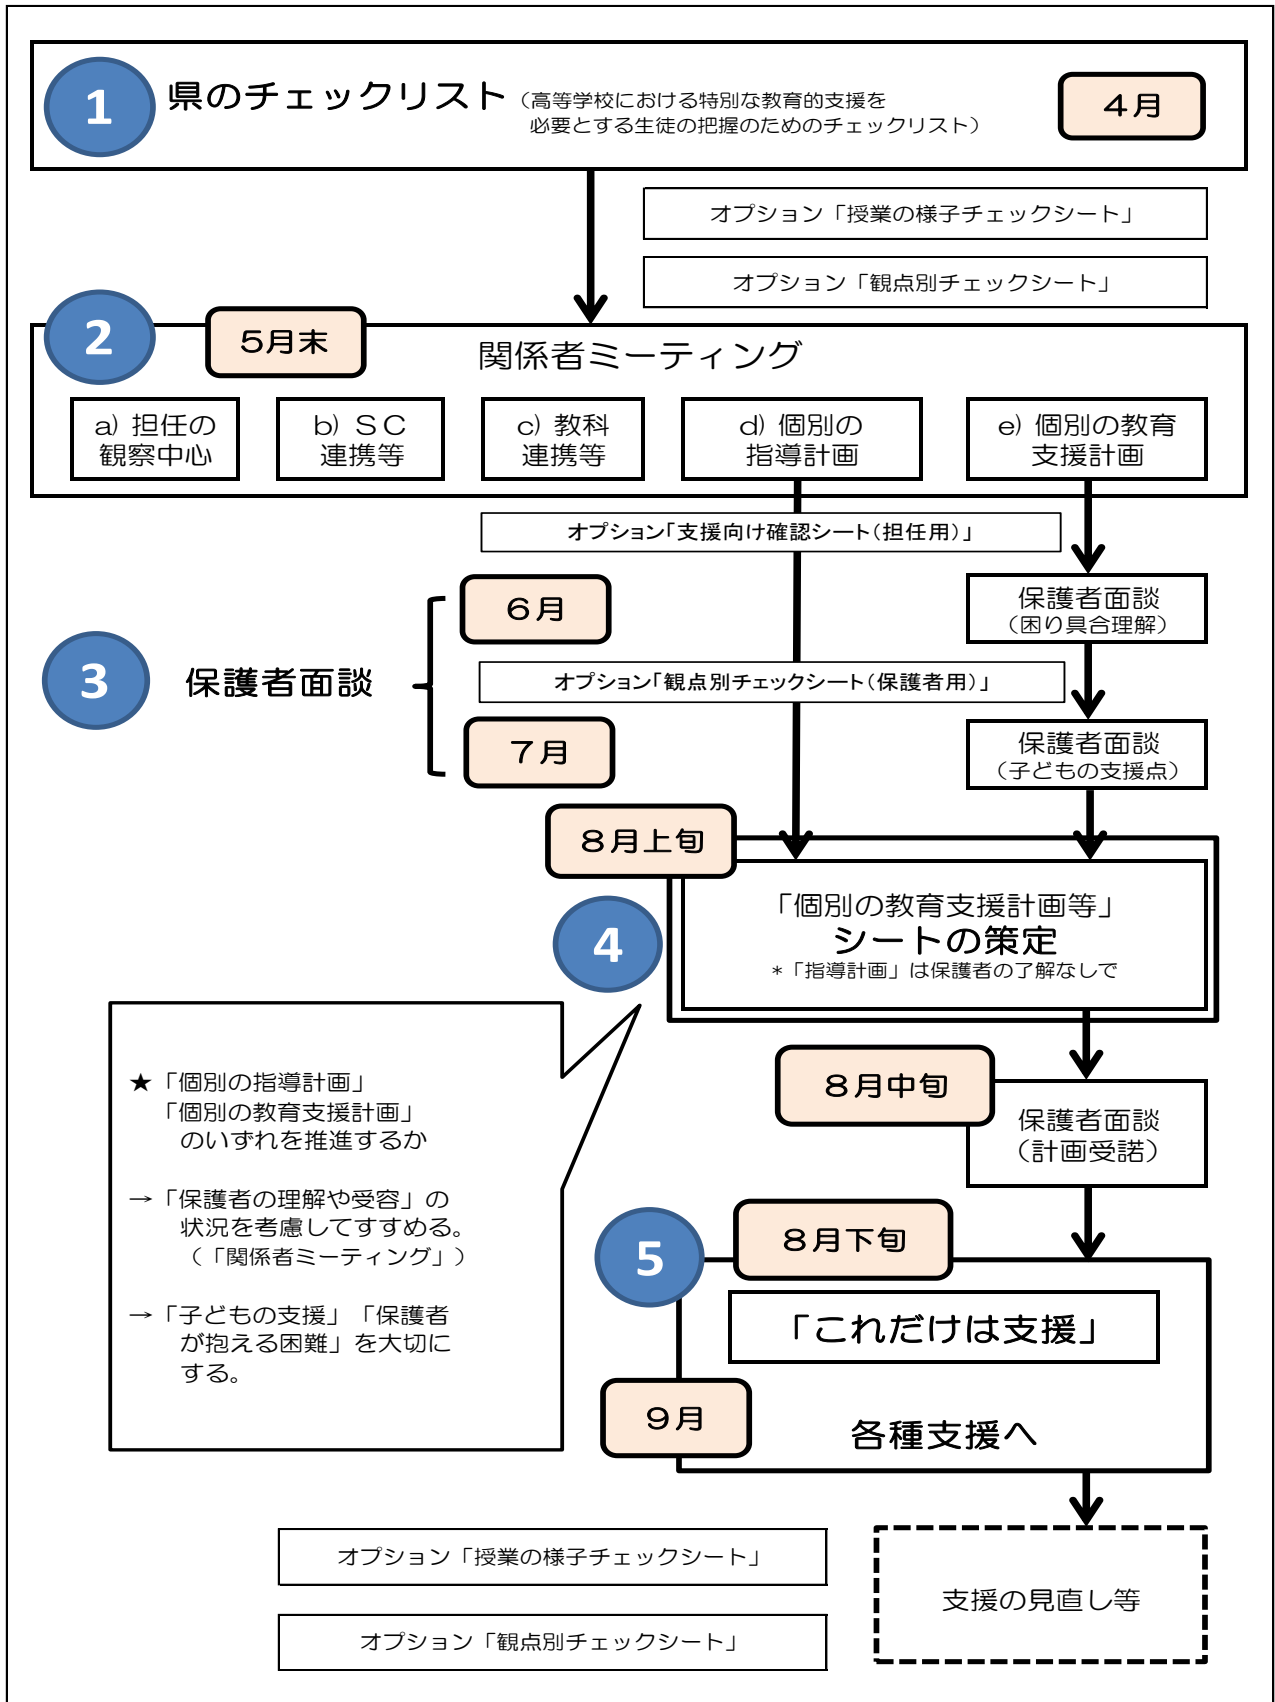 1
県のチェックリスト（高等学校における特別な教育的支援を
必要とする生徒の把握のためのチェックリスト）
４月
オプション「授業の様子チェックシート」
オプション「観点別チェックシート」
2
５月末
関係者ミーティング
a）担任の
観察中心
b）ＳＣ
連携等
c）教科
連携等
d）個別の
指導計画
e）個別の教育
支援計画
オプション「支援向け確認シート（担任用）」
保護者面談
（困り具合理解）
６月
3
保護者面談
オプション「観点別チェックシート（保護者用）」
７月
保護者面談
（子どもの支援点）
８月上旬
4
「個別の教育支援計画等」
シートの策定
*「指導計画」は保護者の了解なしで
★「個別の指導計画」
「個別の教育支援計画」
のいずれを推進するか
→「保護者の理解や受容」の
状況を考慮してすすめる。
（「関係者ミーティング」）
→「子どもの支援」「保護者
が抱える困難」を大切に
する。
８月中旬
保護者面談
（計画受諾）
5
８月下旬
「これだけは支援」
９月
各種支援へ
オプション「授業の様子チェックシート」
オプション「観点別チェックシート」
支援の見直し等